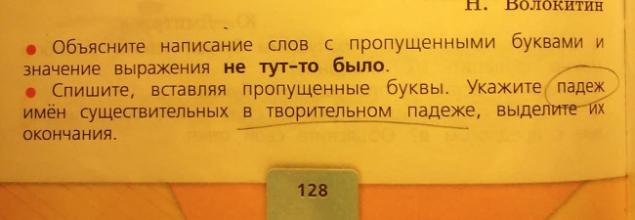 Н. Волокитин
• Объясните написание слов с пропущенными буквами и
значение выражения не тут-то было.
• Спишите, вставляя пропущенные буквы. Укажите падеж
имён существительных в творительном падеже, выделите их
окончания.
128